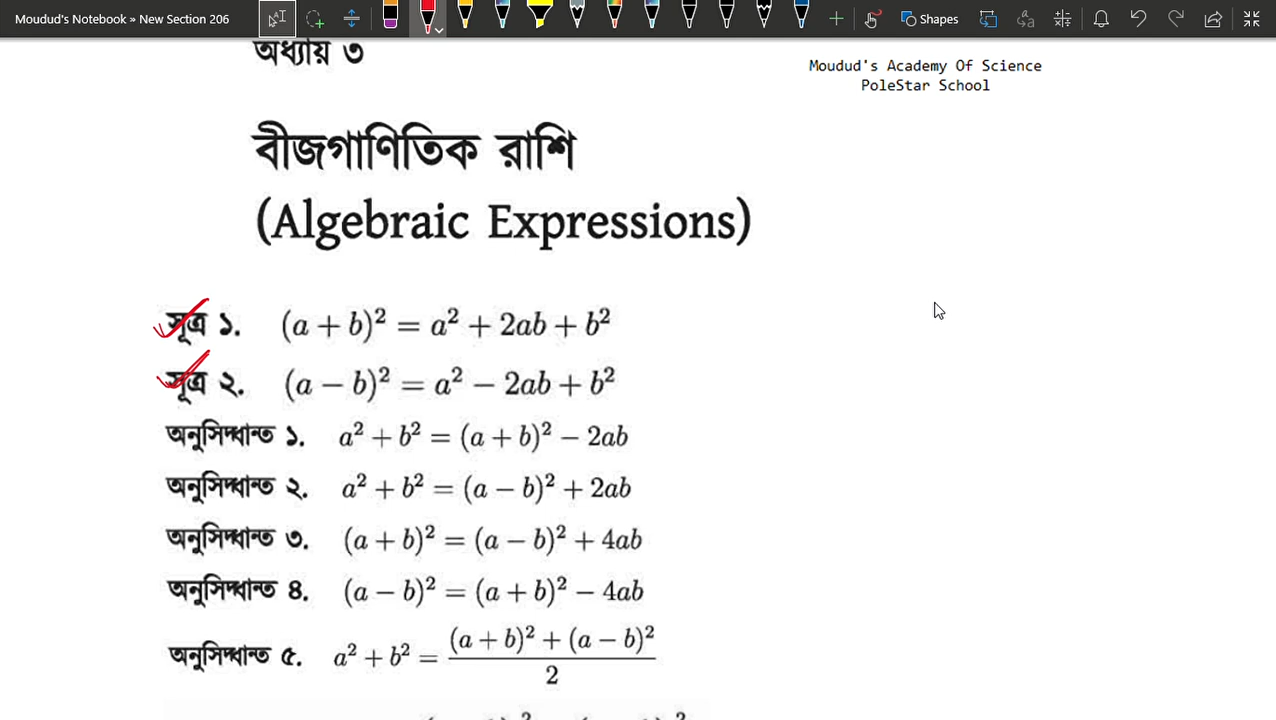 Moudud's Notebook » New Section 206
Shapes
অধ্যায় ৩
Moudud's Academy Of Science
PoleStar School
বীজগাণিতিক রাশি
(Algebraic Expressions)
সূত্র ১. (a + b)² = a² + 2ab + b²
সূত্র ২. (a − b)² = a² − 2ab + b²
অনুসিদ্ধান্ত ১. a² + b² = (a + b)² − 2ab
অনুসিদ্ধান্ত ২. a² + b² = (a − b)² + 2ab
অনুসিদ্ধান্ত ৩. (a + b)² = (a − b)² + 4ab
অনুসিদ্ধান্ত ৪. (a − b)² = (a + b)² − 4ab
অনুসিদ্ধান্ত ৫. a² + b² = ((a + b)² + (a − b)²)/2